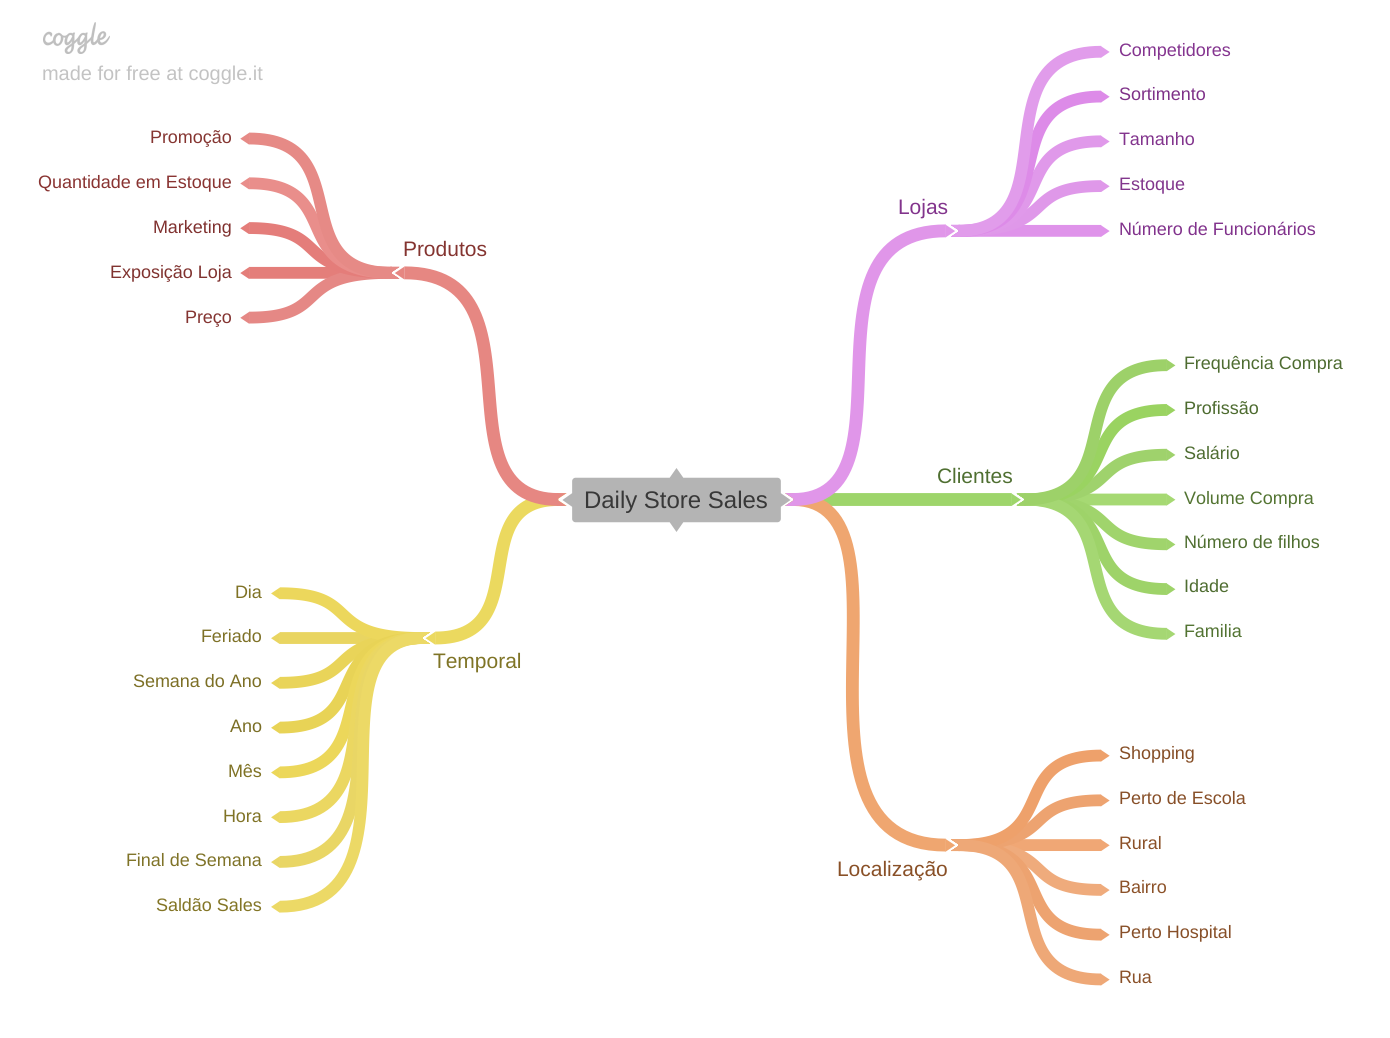 coggle
made for free at coggle.it
Promoção
Quantidade em Estoque
Marketing
Exposição Loja
Preço
Produtos
Dia
Feriado
Semana do Ano
Ano
Mês
Hora
Final de Semana
Saldão Sales
Temporal
Daily Store Sales
Lojas
Competidores
Sortimento
Tamanho
Estoque
Número de Funcionários
Clientes
Frequência Compra
Profissão
Salário
Volume Compra
Número de filhos
Idade
Familia
Localização
Shopping
Perto de Escola
Rural
Bairro
Perto Hospital
Rua